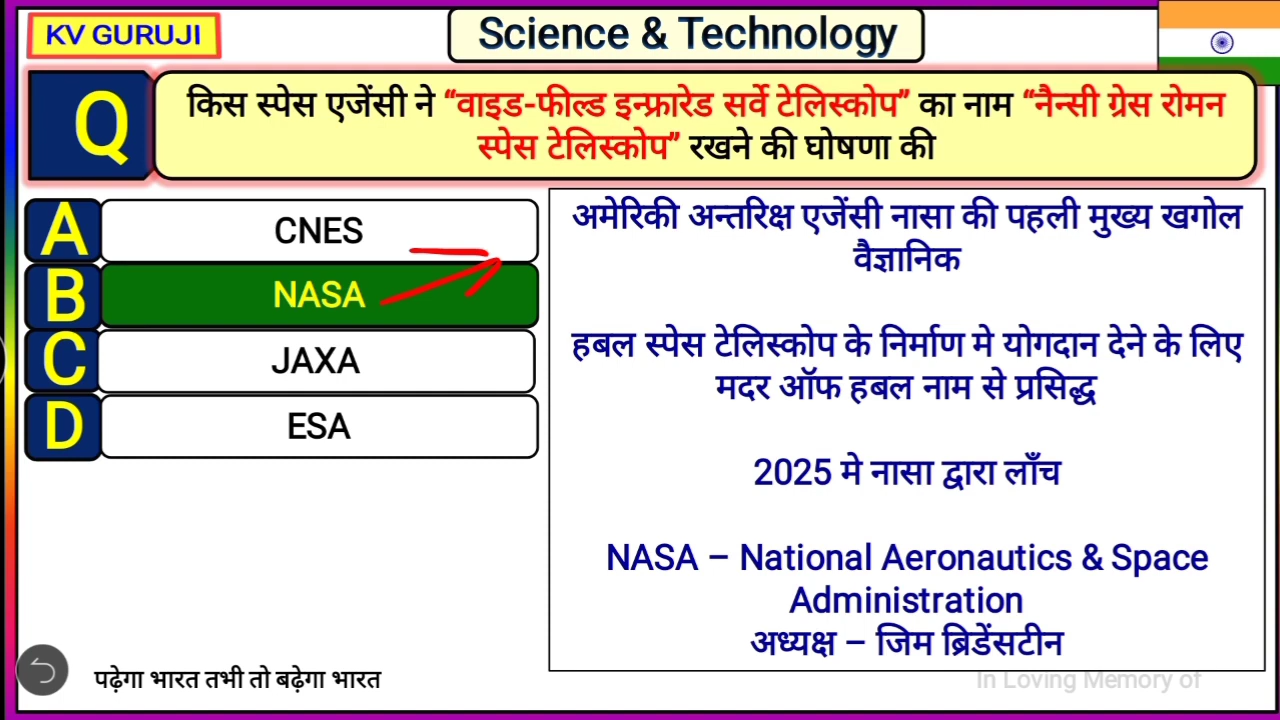 KV GURUJI
Science & Technology
Q
किस स्पेस एजेंसी ने “वाइड-फील्ड इन्फ्रारेड सर्वे टेलिस्कोप” का नाम “नैन्सी ग्रेस रोमन
स्पेस टेलिस्कोप” रखने की घोषणा की
A CNES
B NASA
C JAXA
D ESA
अमेरिकी अन्तरिक्ष एजेंसी नासा की पहली मुख्य खगोल
वैज्ञानिक
हबल स्पेस टेलिस्कोप के निर्माण मे योगदान देने के लिए
मदर ऑफ हबल नाम से प्रसिद्ध
2025 मे नासा द्वारा लाँच
NASA – National Aeronautics & Space
Administration
अध्यक्ष – जिम ब्रिडेंसटीन
पढ़ेगा भारत तभी तो बढ़ेगा भारत
In Loving Memory of